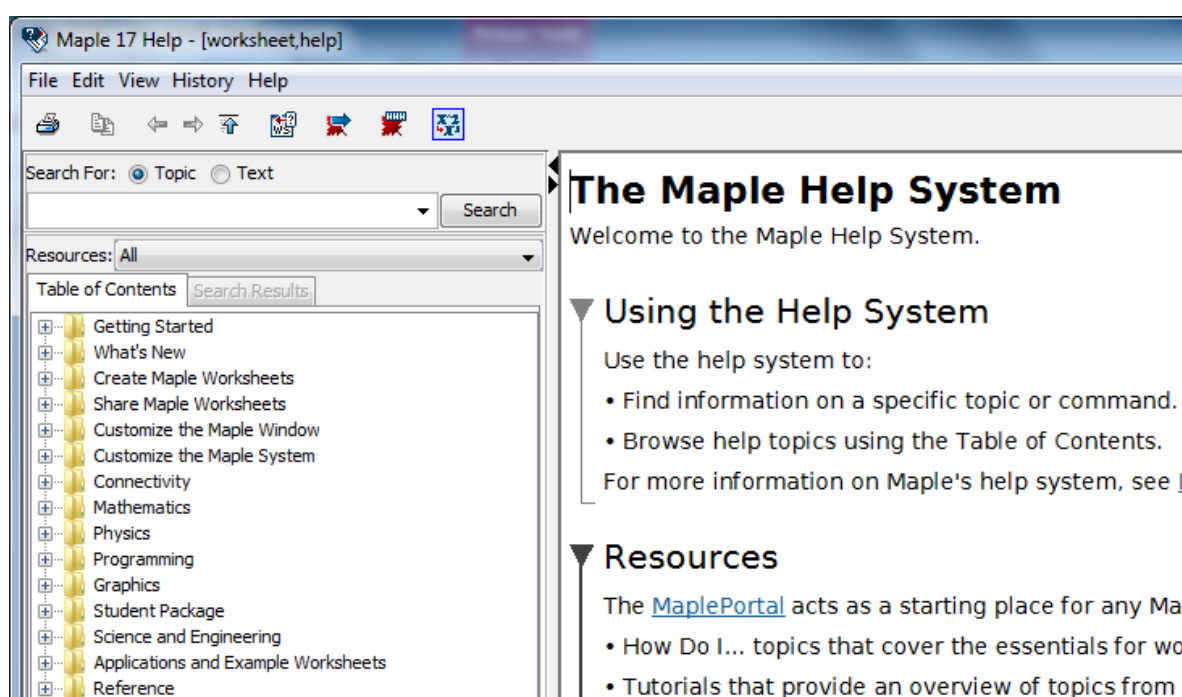 Maple 17 Help - [worksheet,help]
File Edit View History Help
Search For: Topic Text
Search
Resources: All
Table of Contents Search Results
Getting Started
What's New
Create Maple Worksheets
Share Maple Worksheets
Customize the Maple Window
Customize the Maple System
Connectivity
Mathematics
Physics
Programming
Graphics
Student Package
Science and Engineering
Applications and Example Worksheets
Reference
The Maple Help System
Welcome to the Maple Help System.
Using the Help System
Use the help system to:
• Find information on a specific topic or command.
• Browse help topics using the Table of Contents.
For more information on Maple's help system, see
Resources
The MaplePortal acts as a starting place for any Ma
• How Do I... topics that cover the essentials for wo
• Tutorials that provide an overview of topics from